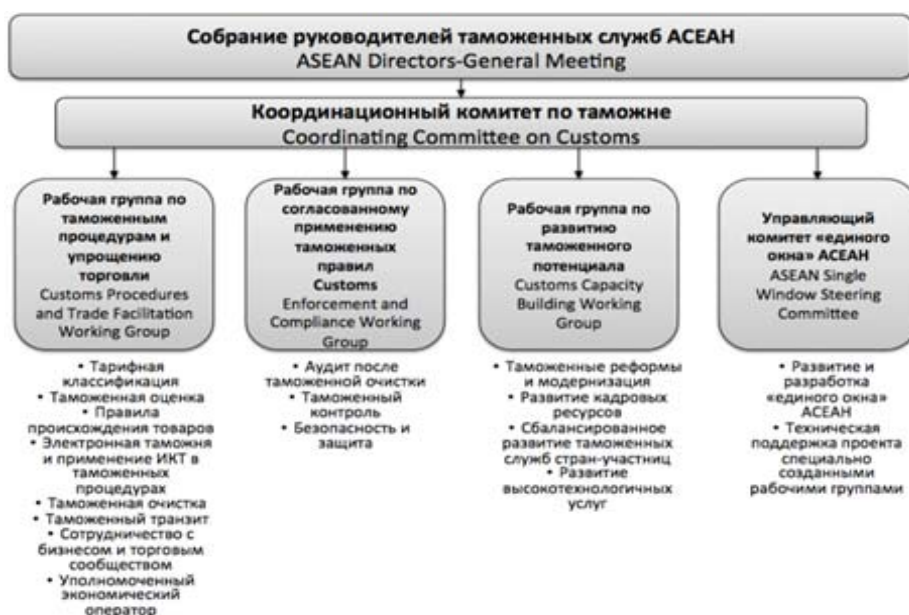 Собрание руководителей таможенных служб АСЕАН
ASEAN Directors-General Meeting
Координационный комитет по таможне
Coordinating Committee on Customs
Рабочая группа по
таможенным
процедурам и
упрощению
торговли
Customs Procedures
and Trade Facilitation
Working Group
• Тарифная
классификация
• Таможенная оценка
• Правила
происхождения товаров
• Электронная таможня
и применение ИКТ в
таможенных
процедурах
• Таможенная очистка
• Таможенный транзит
• Сотрудничество с
бизнесом и торговым
сообществом
• Уполномоченный
экономический
оператор
Рабочая группа по
согласованному
применению
таможенных
правил
Customs
Enforcement and
Compliance Working
Group
• Аудит после
таможенной очистки
• Таможенный
контроль
• Безопасность и
защита
Рабочая группа по
развитию
таможенного
потенциала
Customs Capacity
Building Working
Group
• Таможенные реформы
и модернизация
• Развитие кадровых
ресурсов
• Сбалансированное
развитие таможенных
служб стран-участниц
• Развитие
высокотехнологичных
услуг
Управляющий
комитет «единого
окна» АСЕАН
ASEAN Single
Window Steering
Committee
• Развитие и
разработка
«единого окна»
АСЕАН
• Техническая
поддержка проекта
специально
созданными
рабочими группами